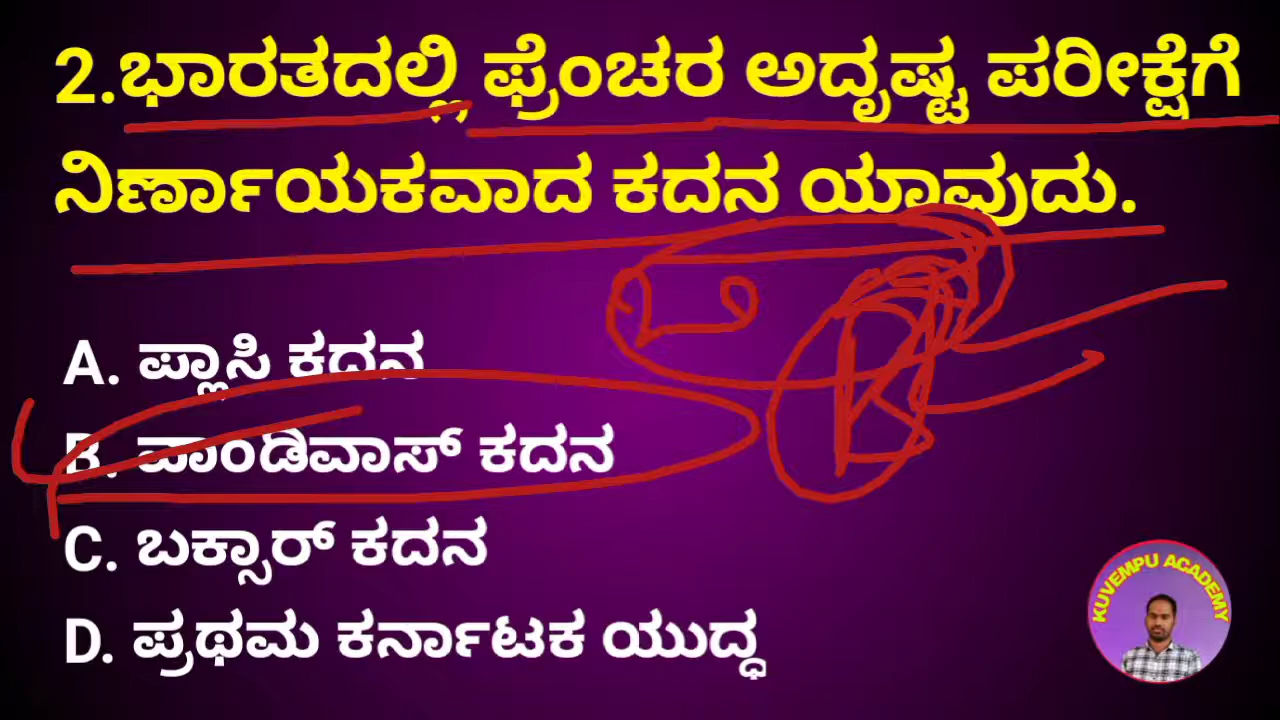 2.ಭಾರತದಲ್ಲಿ ಫ್ರೆಂಚರ ಅದೃಷ್ಟ ಪರೀಕ್ಷೆಗೆ
ನಿರ್ಣಾಯಕವಾದ ಕದನ ಯಾವುದು.
A. ಪ್ಲಾಸಿ ಕದನ
B. ವಾಂಡಿವಾಸ್ ಕದನ
C. ಬಕ್ಸಾರ್ ಕದನ
D. ಪ್ರಥಮ ಕರ್ನಾಟಕ ಯುದ್ಧ
B
KUVEMPU ACADEMY